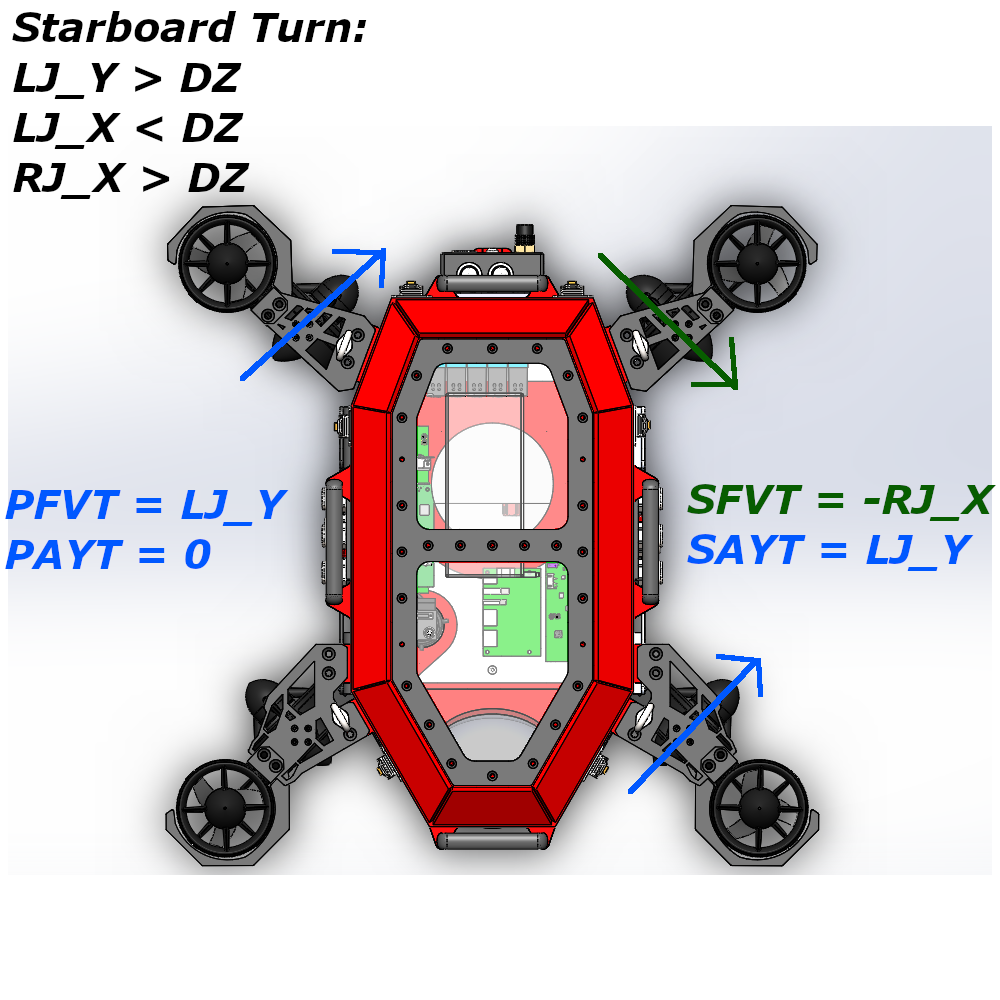 Starboard Turn:
LJ_Y > DZ
LJ_X < DZ
RJ_X > DZ
PFVT = LJ_Y
PAYT = 0
SFVT = -RJ_X
SAYT = LJ_Y